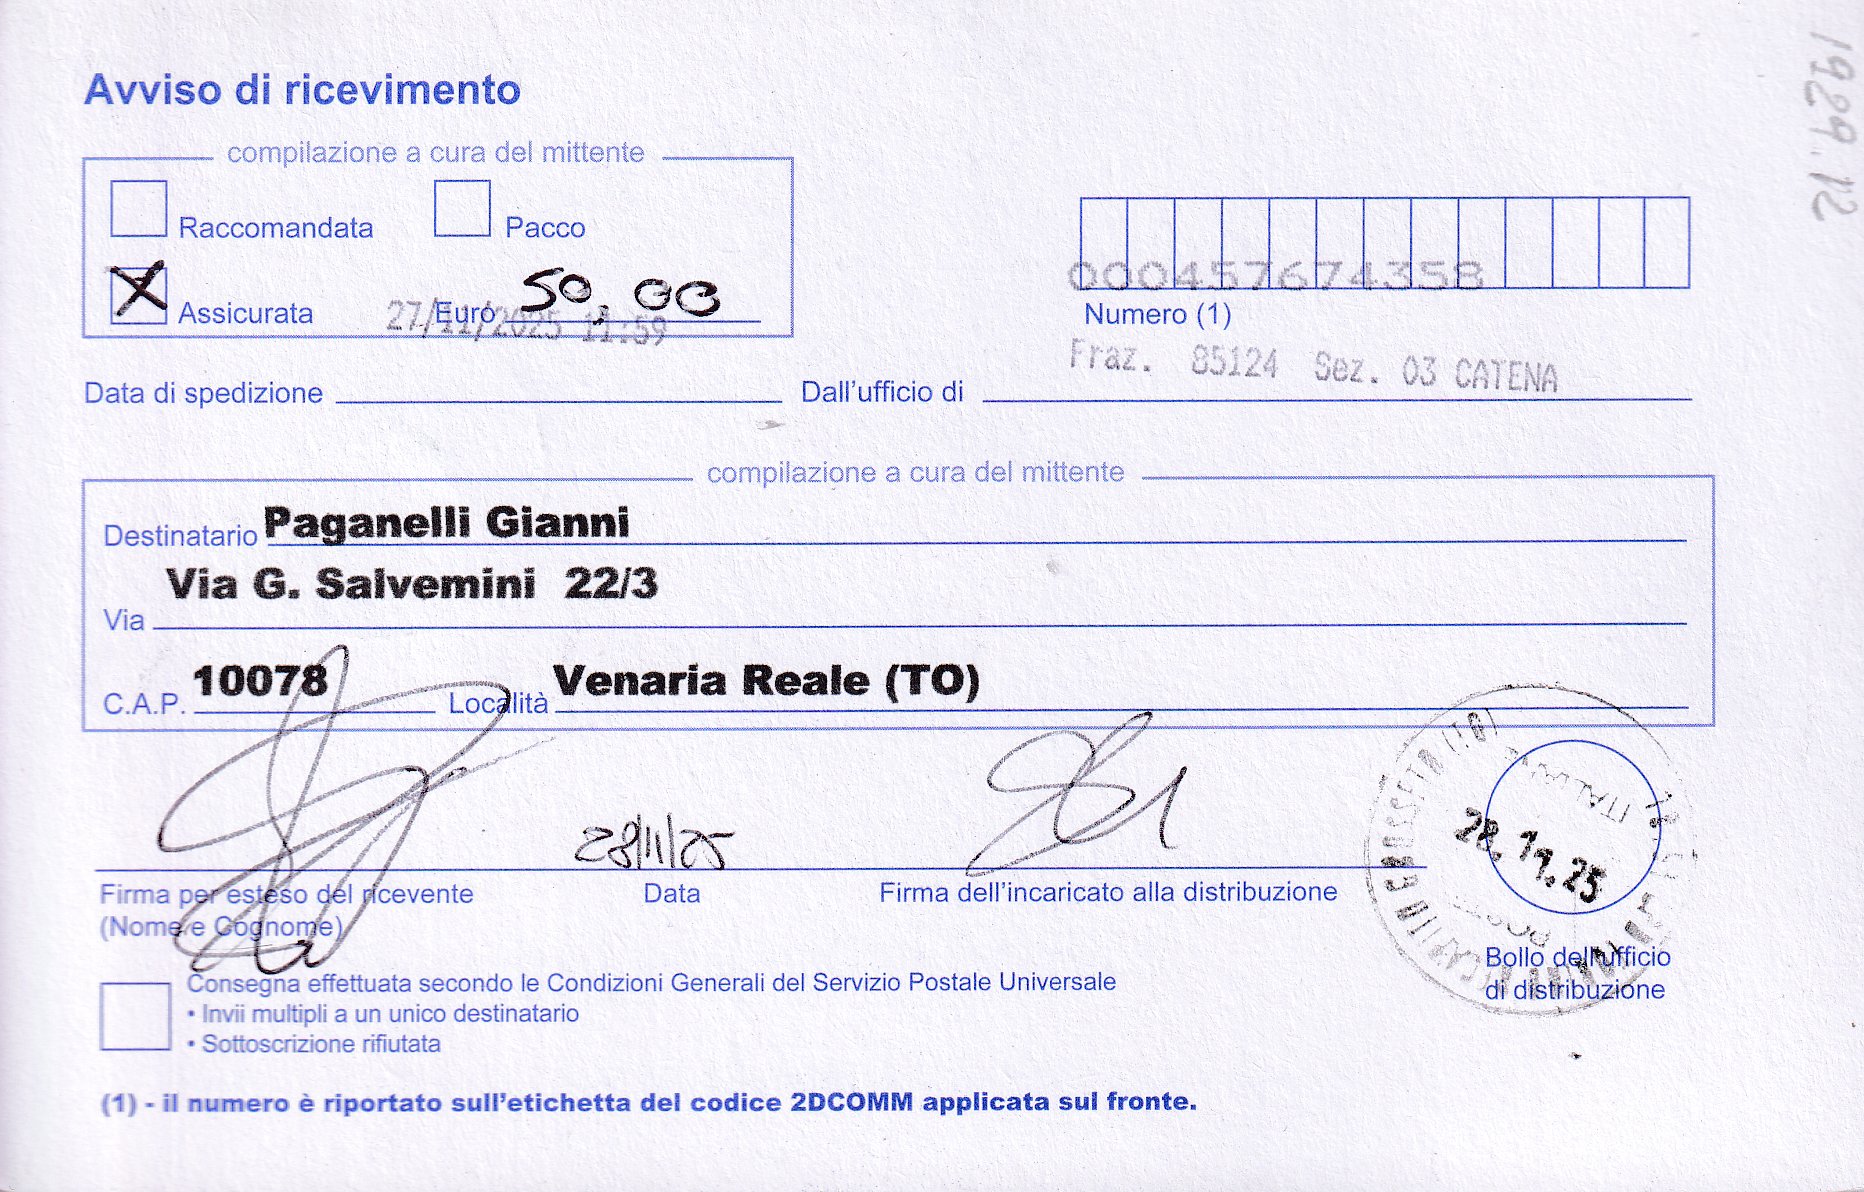 Avviso di ricevimento
1929.12
compilazione a cura del mittente
Raccomandata Pacco
X Assicurata Euro 50,00
27/11/2025 11:59
000457674358
Numero (1)
Fraz. 85124 Sez. 03 CATENA
Data di spedizione Dall'ufficio di
compilazione a cura del mittente
Destinatario Paganelli Gianni
Via G. Salvemini 22/3
Via
C.A.P. 10078 Località Venaria Reale (TO)
28/11/25
28.11.25
Firma per esteso del ricevente Data Firma dell'incaricato alla distribuzione
(Nome e Cognome)
Bollo dell'ufficio
di distribuzione
Consegna effettuata secondo le Condizioni Generali del Servizio Postale Universale
• Invii multipli a un unico destinatario
• Sottoscrizione rifiutata
(1) - il numero è riportato sull'etichetta del codice 2DCOMM applicata sul fronte.